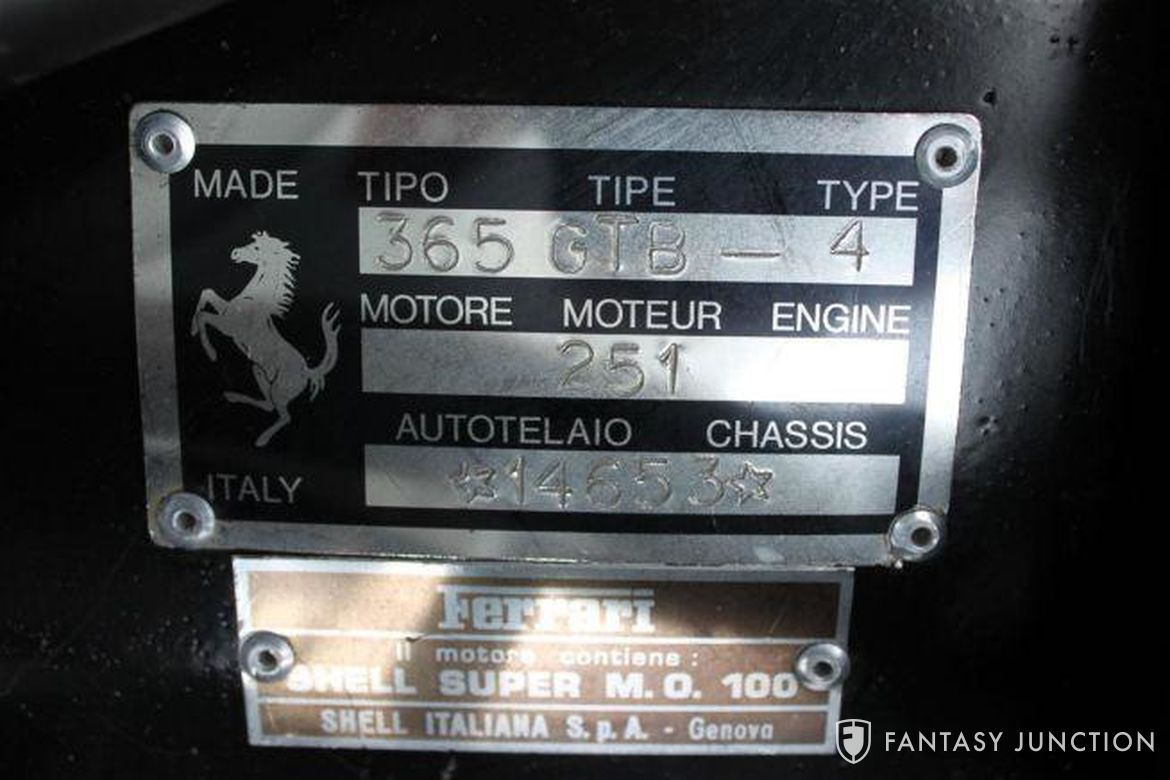 MADE TIPO TIPE TYPE
365 GTB - 4
MOTORE MOTEUR ENGINE
251
AUTOTELAIO CHASSIS
☆14653☆
ITALY
Ferrari
Il motore contiene :
SHELL SUPER M.O. 100
SHELL ITALIANA S.p.A. - Genova
FANTASY JUNCTION